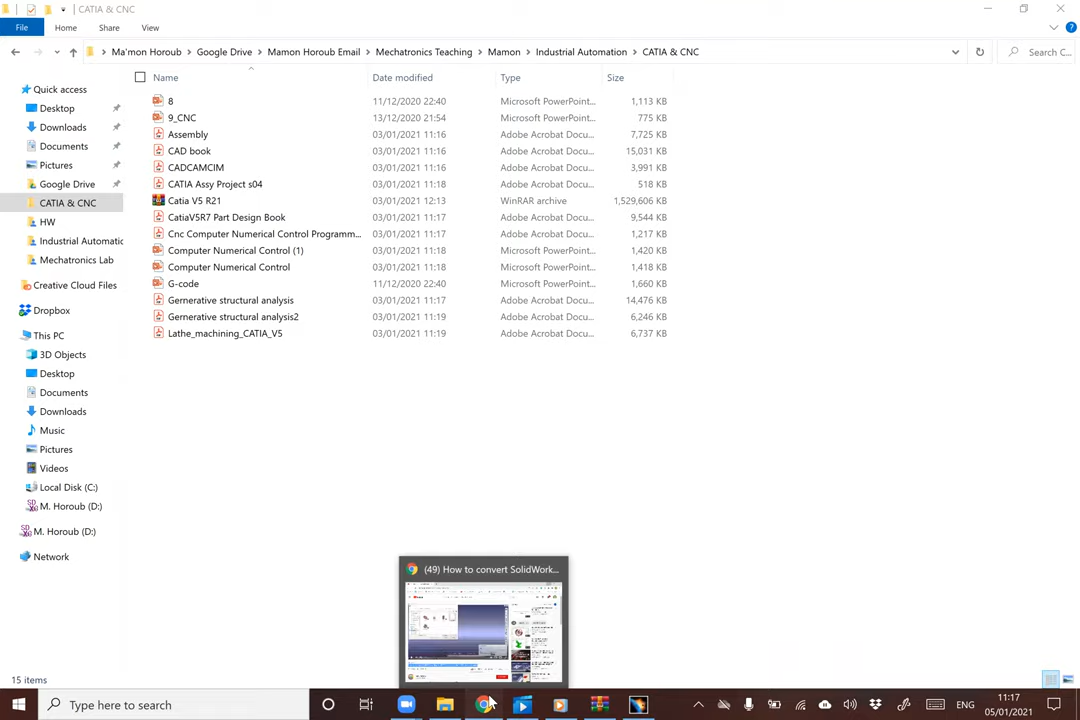 CATIA & CNC
File Home Share View
Ma'mon Horoub Google Drive Mamon Horoub Email Mechatronics Teaching Mamon Industrial Automation CATIA & CNC Search C...
Name Date modified Type Size
Quick access
Desktop
Downloads
Documents
Pictures
Google Drive
CATIA & CNC
HW
Industrial Automatic
Mechatronics Lab
Creative Cloud Files
Dropbox
This PC
3D Objects
Desktop
Documents
Downloads
Music
Pictures
Videos
Local Disk (C:)
M. Horoub (D:)
M. Horoub (D:)
Network
8 11/12/2020 22:40 Microsoft PowerPoint... 1,113 KB
9_CNC 13/12/2020 21:54 Microsoft PowerPoint... 775 KB
Assembly 03/01/2021 11:16 Adobe Acrobat Docu... 7,725 KB
CAD book 03/01/2021 11:16 Adobe Acrobat Docu... 15,031 KB
CADCAMCIM 03/01/2021 11:16 Adobe Acrobat Docu... 3,991 KB
CATIA Assy Project s04 03/01/2021 11:18 Adobe Acrobat Docu... 518 KB
Catia V5 R21 03/01/2021 12:13 WinRAR archive 1,529,606 KB
CatiaV5R7 Part Design Book 03/01/2021 11:17 Adobe Acrobat Docu... 9,544 KB
Cnc Computer Numerical Control Programm... 03/01/2021 11:18 Adobe Acrobat Docu... 1,217 KB
Computer Numerical Control (1) 03/01/2021 11:18 Microsoft PowerPoint... 1,420 KB
Computer Numerical Control 03/01/2021 11:18 Microsoft PowerPoint... 1,418 KB
G-code 11/12/2020 22:40 Microsoft PowerPoint... 1,660 KB
Gernerative structural analysis 03/01/2021 11:17 Adobe Acrobat Docu... 14,476 KB
Gernerative structural analysis2 03/01/2021 11:19 Adobe Acrobat Docu... 6,246 KB
Lathe_machining_CATIA_V5 03/01/2021 11:19 Adobe Acrobat Docu... 6,737 KB
(49) How to convert SolidWork...
15 items
Type here to search
ENG
11:17
05/01/2021